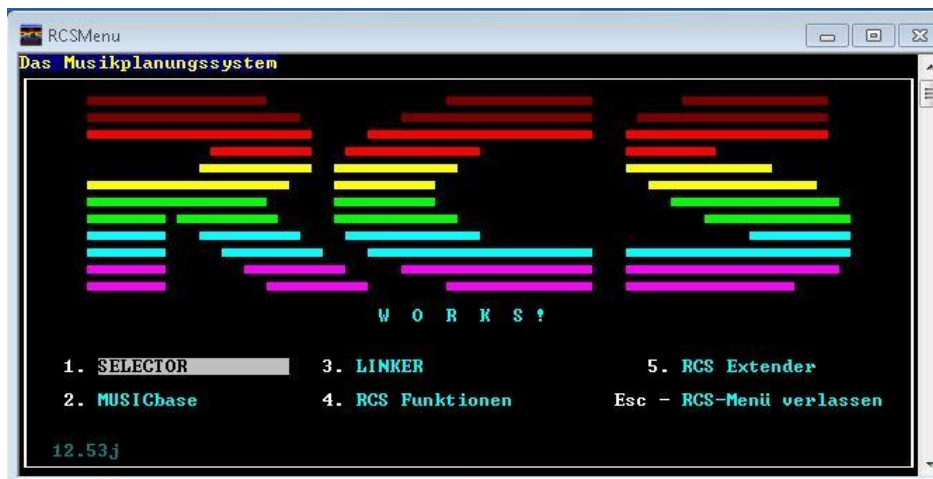 RCSMenu
Das Musikplanungssystem
RCS
W O R K S !
1. SELECTOR 3. LINKER 5. RCS Extender
2. MUSICbase 4. RCS Funktionen Esc - RCS-Menü verlassen
12.53j